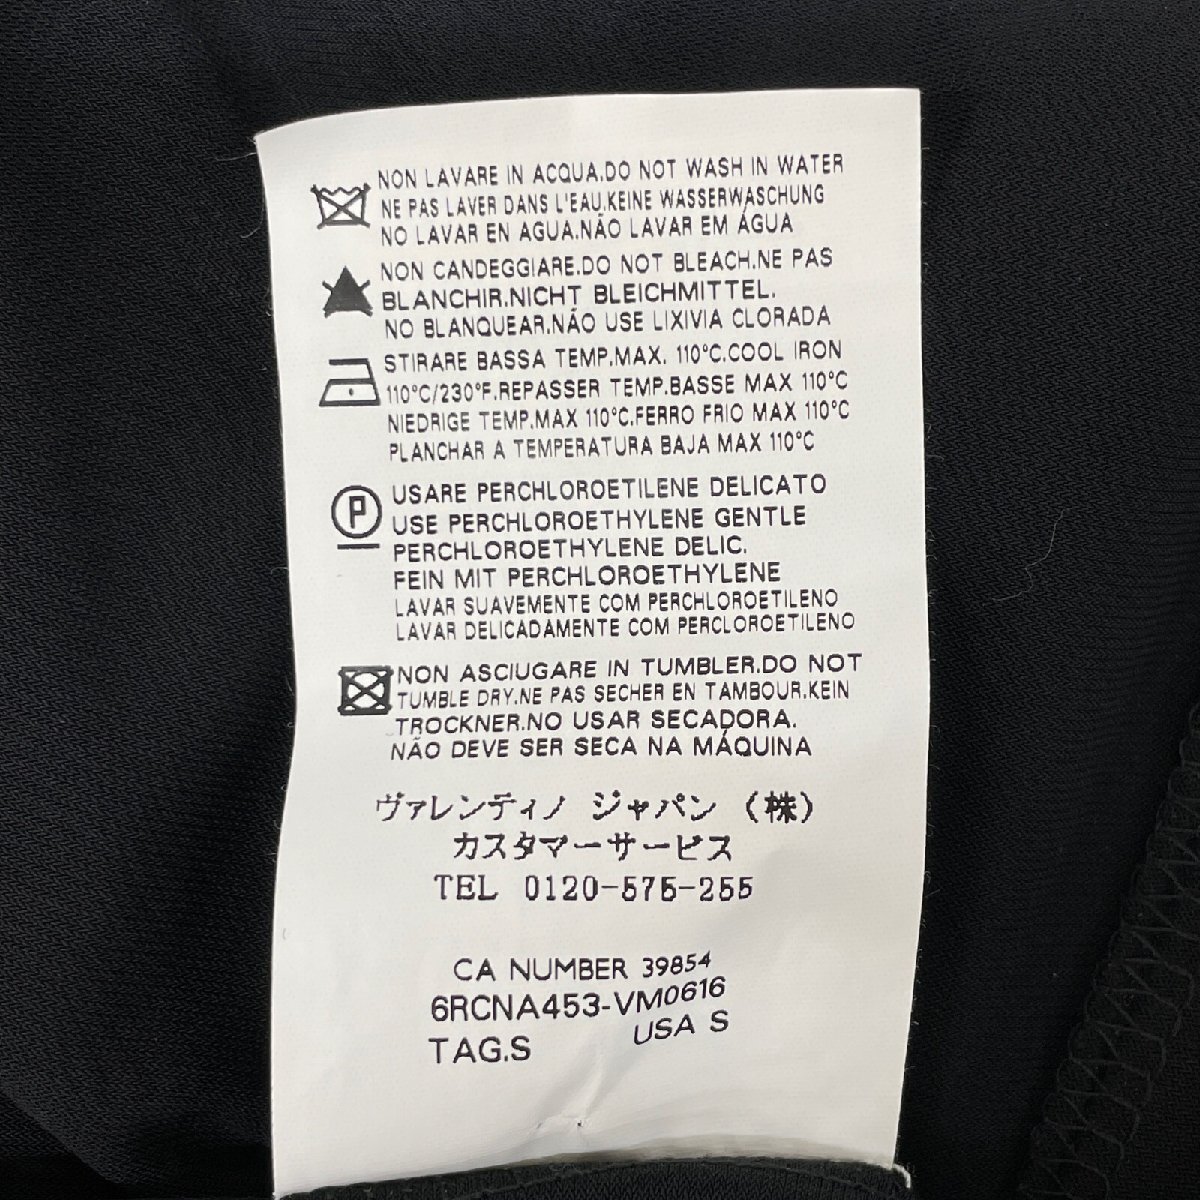 NON LAVARE IN ACQUA.DO NOT WASH IN WATER
NE PAS LAVER DANS L'EAU.KEINE WASSERWASCHUNG
NO LAVAR EN AGUA.NÃO LAVAR EM ÁGUA
NON CANDEGGIARE.DO NOT BLEACH.NE PAS
BLANCHIR.NICHT BLEICHMITTEL.
NO BLANQUEAR.NÃO USE LIXIVIA CLORADA
STIRARE BASSA TEMP.MAX. 110°C.COOL IRON
110°C/230°F.REPASSER TEMP.BASSE MAX 110°C
NIEDRIGE TEMP.MAX 110°C.FERRO FRIO MAX 110°C
PLANCHAR A TEMPERATURA BAJA MAX 110°C
P
USARE PERCHLOROETILENE DELICATO
USE PERCHLOROETHYLENE GENTLE
PERCHLOROETHYLENE DELIC.
FEIN MIT PERCHLOROETHYLENE
LAVAR SUAVEMENTE COM PERCHLOROETILENO
LAVAR DELICADAMENTE COM PERCLOROETILENO
NON ASCIUGARE IN TUMBLER.DO NOT
TUMBLE DRY.NE PAS SECHER EN TAMBOUR.KEIN
TROCKNER.NO USAR SECADORA.
NÃO DEVE SER SECA NA MÁQUINA
ヴァレンティノ ジャパン（株）
カスタマーサービス
TEL 0120-575-255
CA NUMBER 39854
6RCNA453-VM0616
USA S
TAG.S